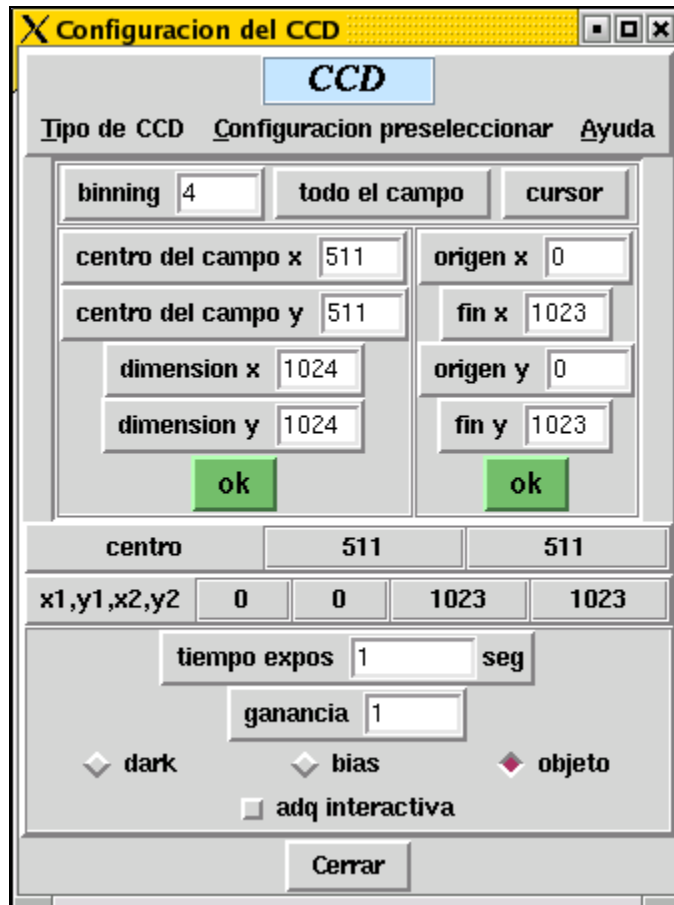 X Configuracion del CCD
CCD
Tipo de CCD Configuracion preseleccionar Ayuda
binning 4 todo el campo cursor
centro del campo x 511 origen x 0
centro del campo y 511 fin x 1023
dimension x 1024 origen y 0
dimension y 1024 fin y 1023
ok ok
centro 511 511
x1,y1,x2,y2 0 0 1023 1023
tiempo expos 1 seg
ganancia 1
dark bias objeto
adq interactiva
Cerrar